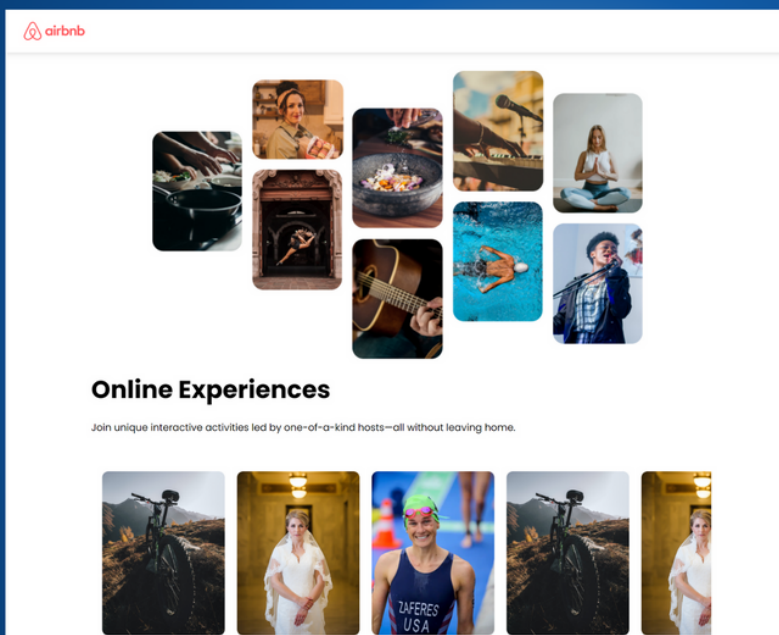 airbnb
Online Experiences
Join unique interactive activities led by one-of-a-kind hosts—all without leaving home.
ZAFERES
USA